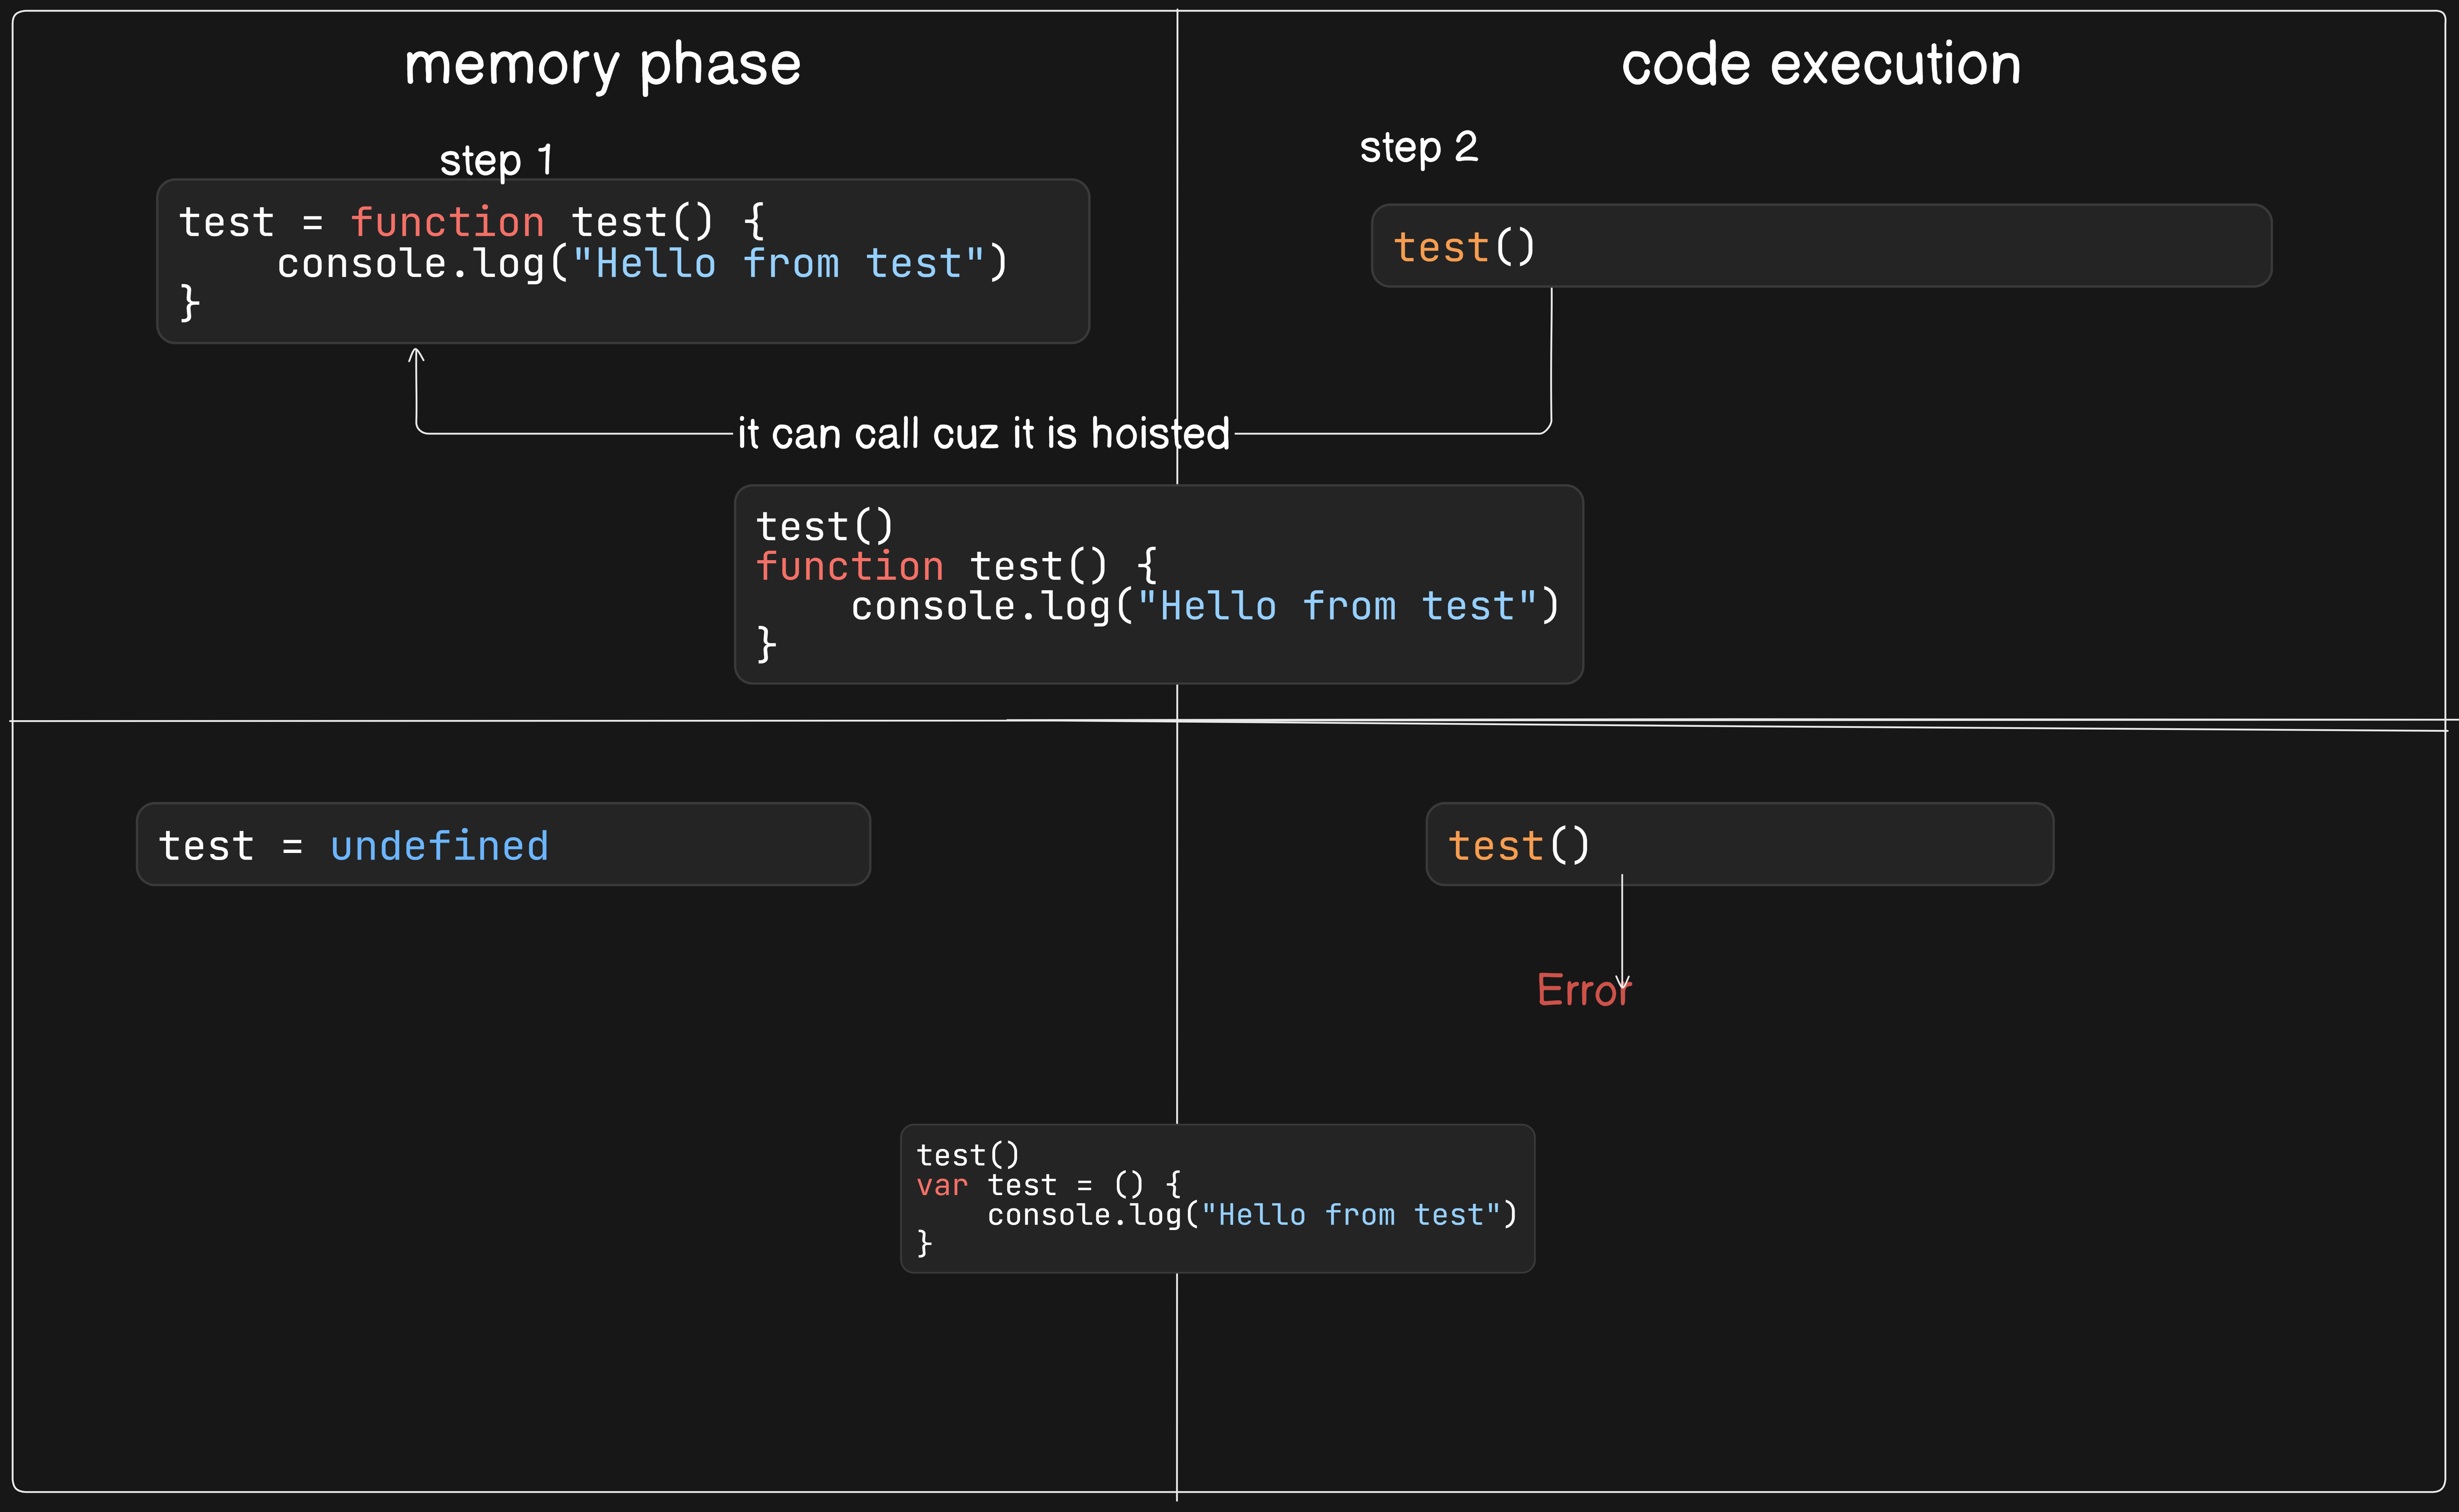 memory phase
code execution
step 1
step 2
test = function test() {
    console.log("Hello from test")
}
test()
it can call cuz it is hoisted
test()
function test() {
    console.log("Hello from test")
}
test = undefined
test()
Error
test()
var test = () {
    console.log("Hello from test")
}